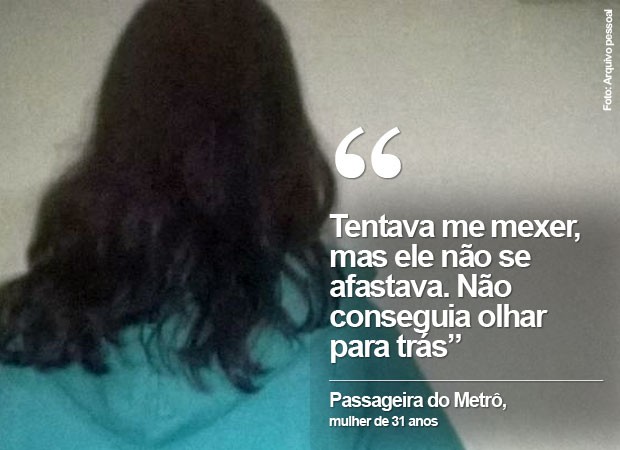 Foto: Arquivo pessoal
“
Tentava me mexer,
mas ele não se
afastava. Não
conseguia olhar
para trás”
Passageira do Metrô,
mulher de 31 anos